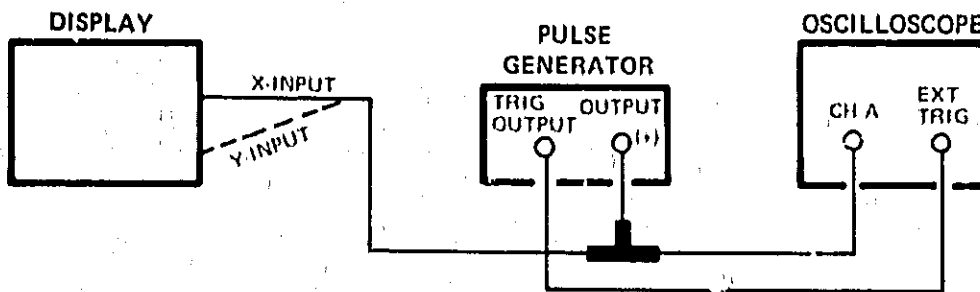 DISPLAY
X-INPUT
Y-INPUT
PULSE
GENERATOR
TRIG
OUTPUT
OUTPUT
(+)
OSCILLOSCOPE
CH A
EXT
TRIG